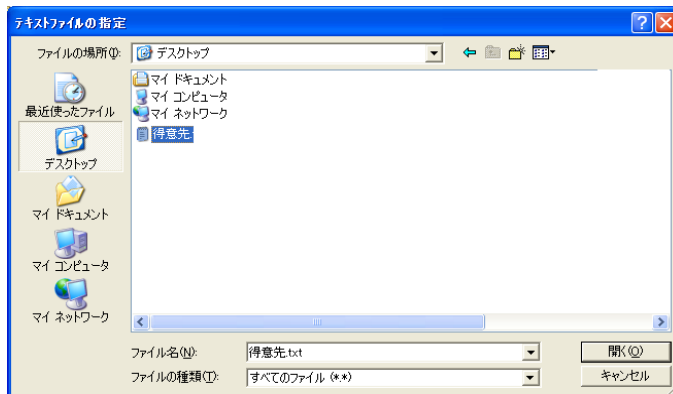 テキストファイルの指定
ファイルの場所(I):
デスクトップ
最近使ったファイル
デスクトップ
マイ ドキュメント
マイ コンピュータ
マイ ネットワーク
マイ ドキュメント
マイ コンピュータ
マイ ネットワーク
得意先
ファイル名(N):
得意先.txt
開く(O)
ファイルの種類(T):
すべてのファイル (*.*)
キャンセル